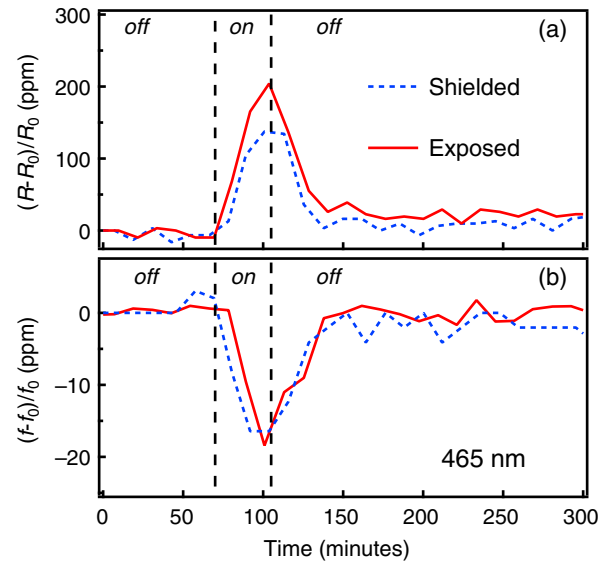 off on off (a)
300
200
100
0
(R-R₀)/R₀ (ppm)
Shielded
Exposed
off on off (b)
0
−10
−20
(f-f₀)/f₀ (ppm)
465 nm
0 50 100 150 200 250 300
Time (minutes)